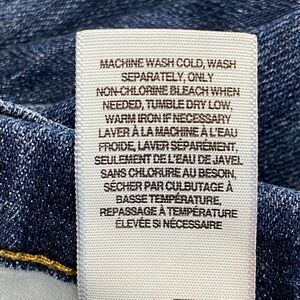 MACHINE WASH COLD, WASH
SEPARATELY, ONLY
NON-CHLORINE BLEACH WHEN
NEEDED, TUMBLE DRY LOW,
WARM IRON IF NECESSARY
LAVER À LA MACHINE À L'EAU
FROIDE, LAVER SÉPARÉMENT,
SEULEMENT DE L'EAU DE JAVEL
SANS CHLORURE AU BESOIN,
SÉCHER PAR CULBUTAGE À
BASSE TEMPÉRATURE,
REPASSAGE À TEMPÉRATURE
ÉLEVÉE SI NÉCESSAIRE